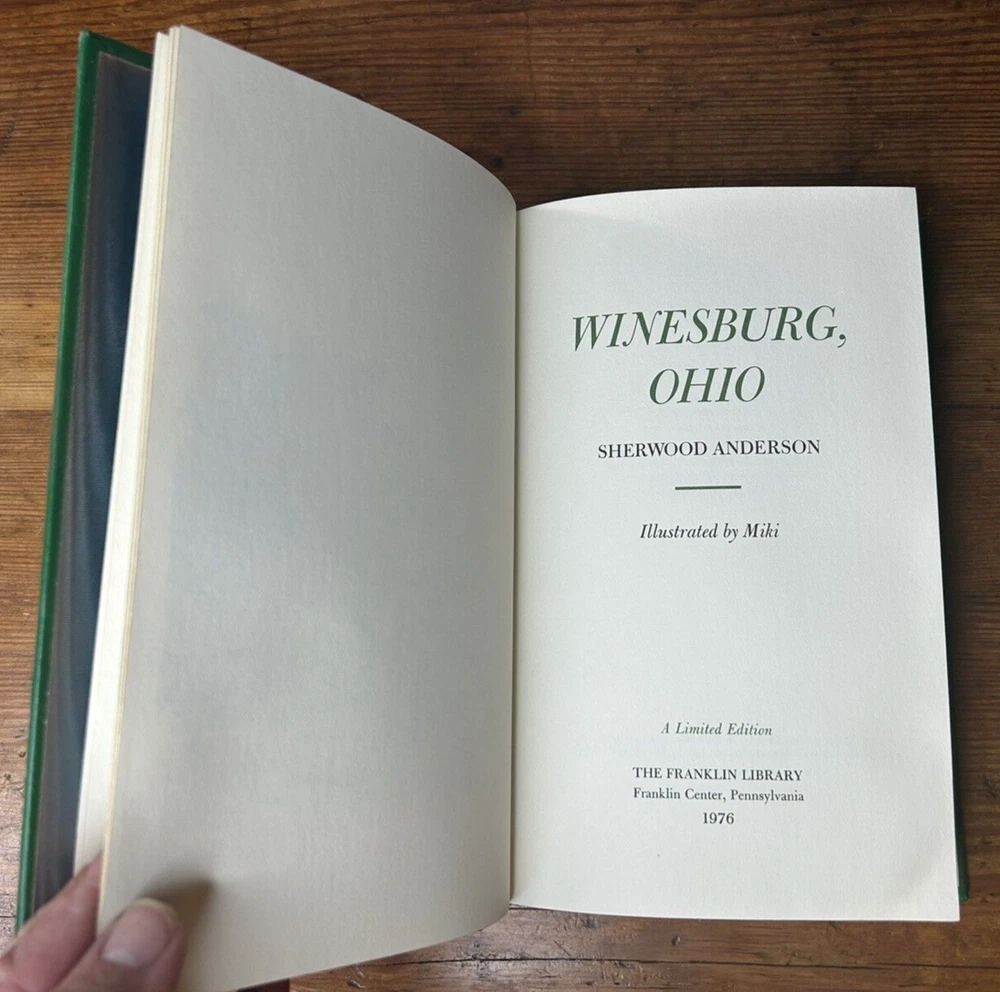 WINESBURG,
OHIO
SHERWOOD ANDERSON
Illustrated by Miki
A Limited Edition
THE FRANKLIN LIBRARY
Franklin Center, Pennsylvania
1976